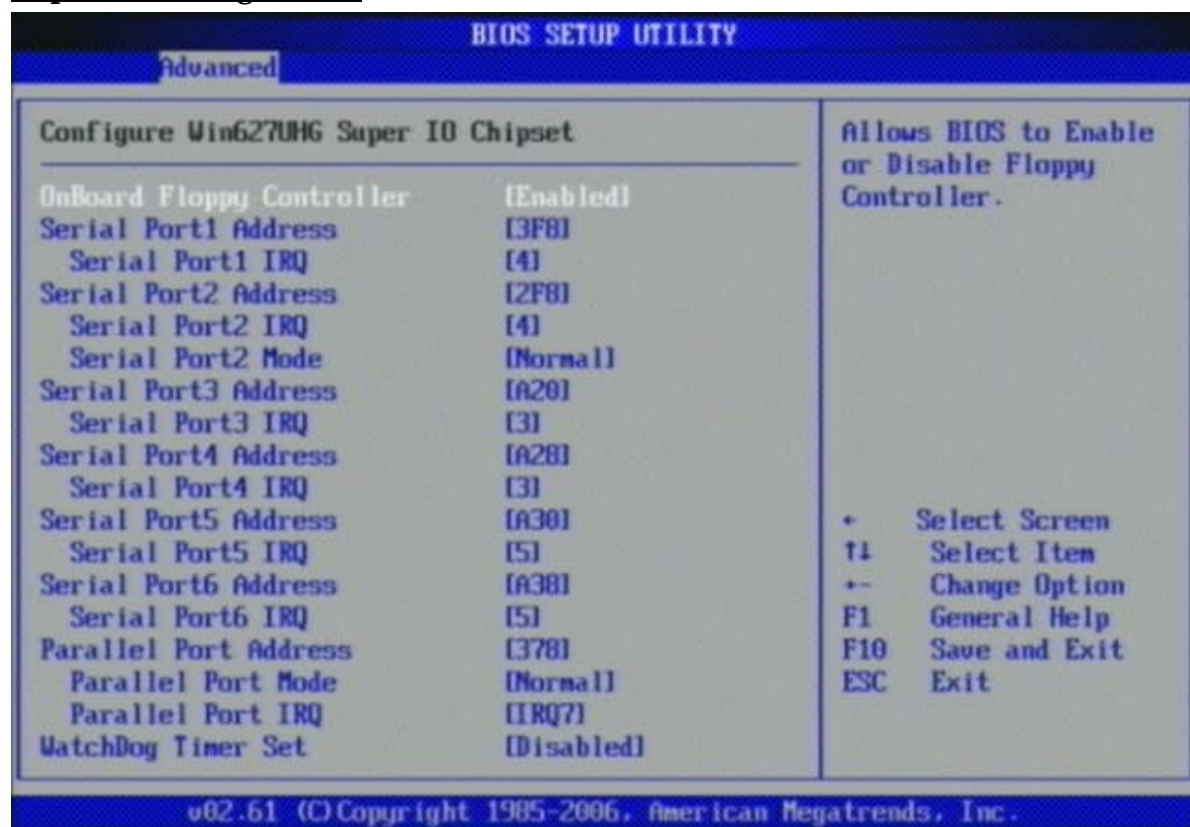 BIOS SETUP UTILITY
Advanced
Configure Win627UHG Super IO Chipset
OnBoard Floppy Controller [Enabled]
Serial Port1 Address [3F8]
Serial Port1 IRQ [4]
Serial Port2 Address [2F8]
Serial Port2 IRQ [4]
Serial Port2 Mode [Normal]
Serial Port3 Address [A20]
Serial Port3 IRQ [3]
Serial Port4 Address [A28]
Serial Port4 IRQ [3]
Serial Port5 Address [A30]
Serial Port5 IRQ [5]
Serial Port6 Address [A38]
Serial Port6 IRQ [5]
Parallel Port Address [378]
Parallel Port Mode [Normal]
Parallel Port IRQ [IRQ7]
WatchDog Timer Set [Disabled]
Allows BIOS to Enable
or Disable Floppy
Controller.
← Select Screen
↑↓ Select Item
+- Change Option
F1 General Help
F10 Save and Exit
ESC Exit
v02.61 (C)Copyright 1985-2006, American Megatrends, Inc.